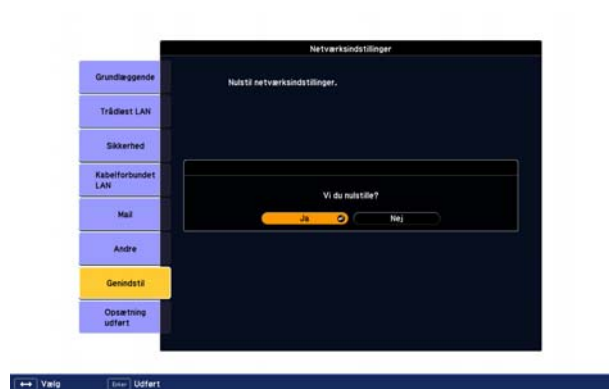 Netværksindstillinger
Grundlæggende
Nulstil netværksindstillinger.
Trådløst LAN
Sikkerhed
Kabelforbundet
LAN
Vi du nulstille?
Ja
Nej
Mail
Andre
Genindstil
Opsætning
udført
Vælg
Enter Udført